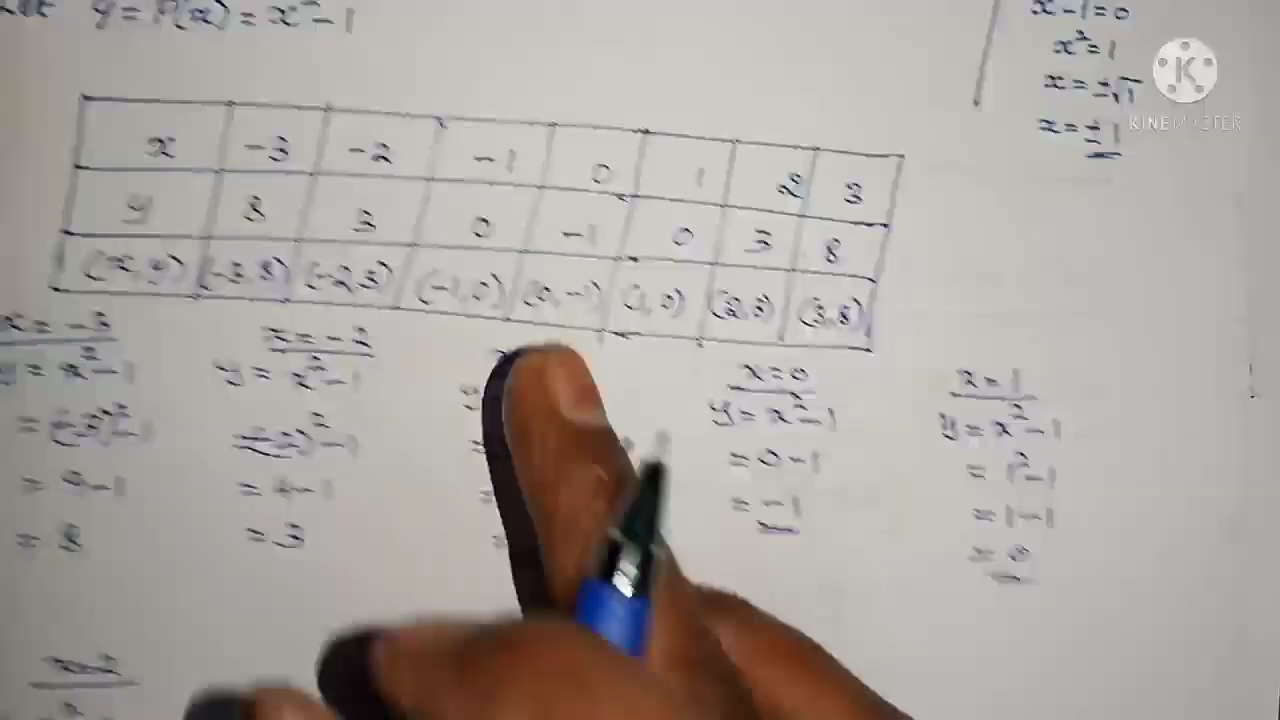 Let y = P(x) = x² - 1
x-1=0
x²=1
x=±√1
x=±1
KINEMASTER
x -3 -2 -1 0 1 2 3
y 8 3 0 -1 0 3 8
(x,y) (-3,8) (-2,3) (-1,0) (0,-1) (1,0) (2,3) (3,8)
x = -3
y = x²-1
= (-3)²-1
= 9-1
= 8
x = -2
y = x²-1
(-2)²-1
= 4-1
= 3
x=0
y = x²-1
= 0-1
= -1
x=1
y = x²-1
= 1²-1
= 1-1
= 0
x=2